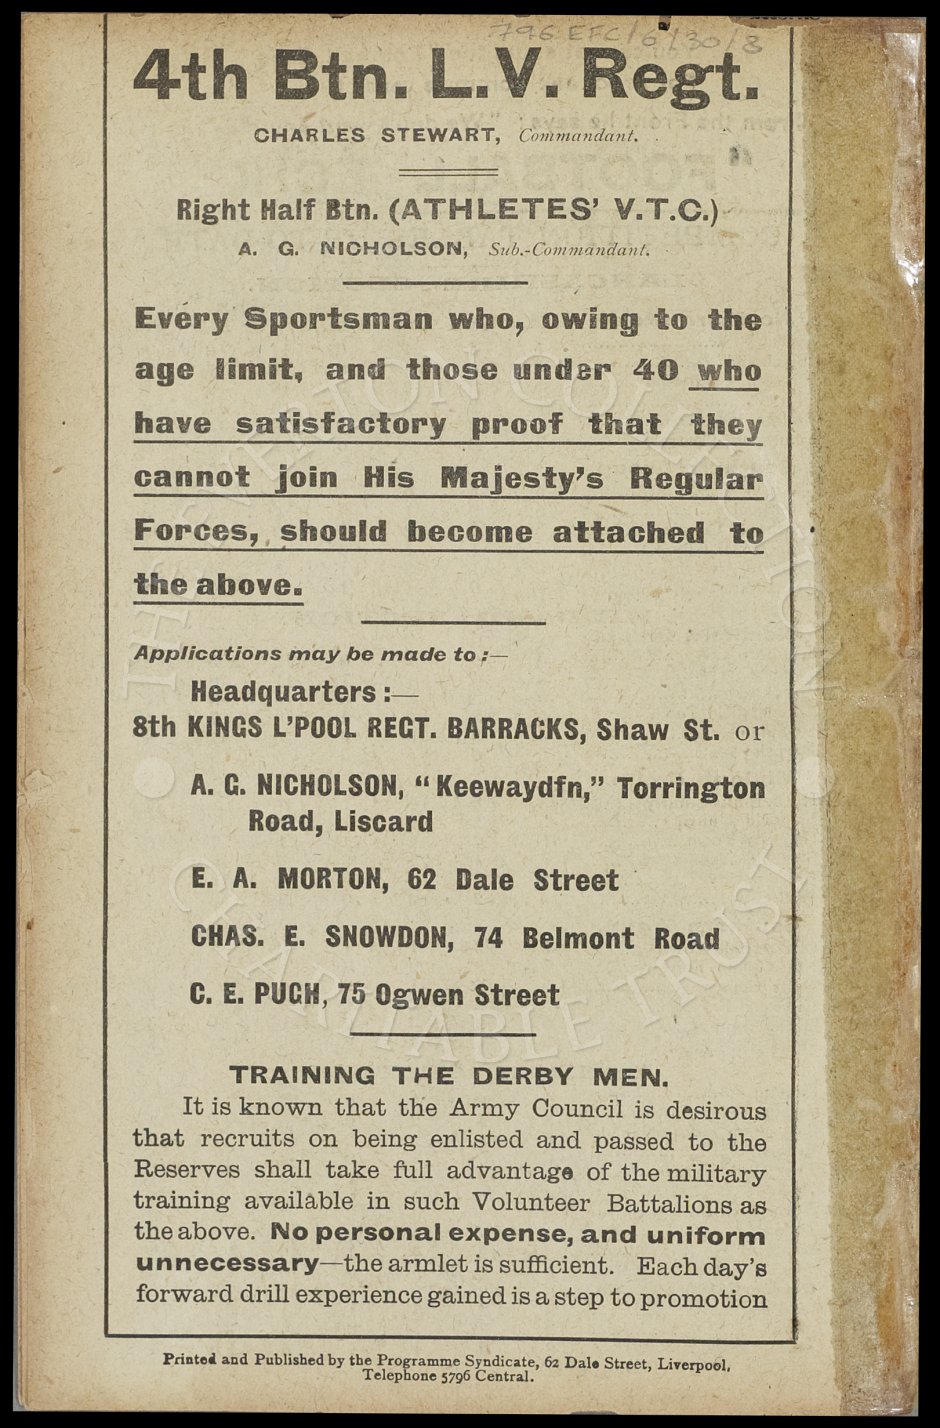 796 EFC/6/30/8
4th Btn. L.V. Regt.
CHARLES STEWART, Commandant.
Right Half Btn. (ATHLETES' V.T.C.)
A. G. NICHOLSON, Sub.-Commandant.
Every Sportsman who, owing to the
age limit, and those under 40 who
have satisfactory proof that they
cannot join His Majesty's Regular
Forces, should become attached to
the above.
Applications may be made to :—
Headquarters :—
8th KINGS L'POOL REGT. BARRACKS, Shaw St. or
A. G. NICHOLSON, "Keewaydfn," Torrington
Road, Liscard
E. A. MORTON, 62 Dale Street
CHAS. E. SNOWDON, 74 Belmont Road
C. E. PUGH, 75 Ogwen Street
TRAINING THE DERBY MEN.
It is known that the Army Council is desirous
that recruits on being enlisted and passed to the
Reserves shall take full advantage of the military
training available in such Volunteer Battalions as
the above. No personal expense, and uniform
unnecessary—the armlet is sufficient. Each day's
forward drill experience gained is a step to promotion
Printed and Published by the Programme Syndicate, 62 Dale Street, Liverpool.
Telephone 5796 Central.
THE EVERTON COLLECTION
CHARITABLE TRUST